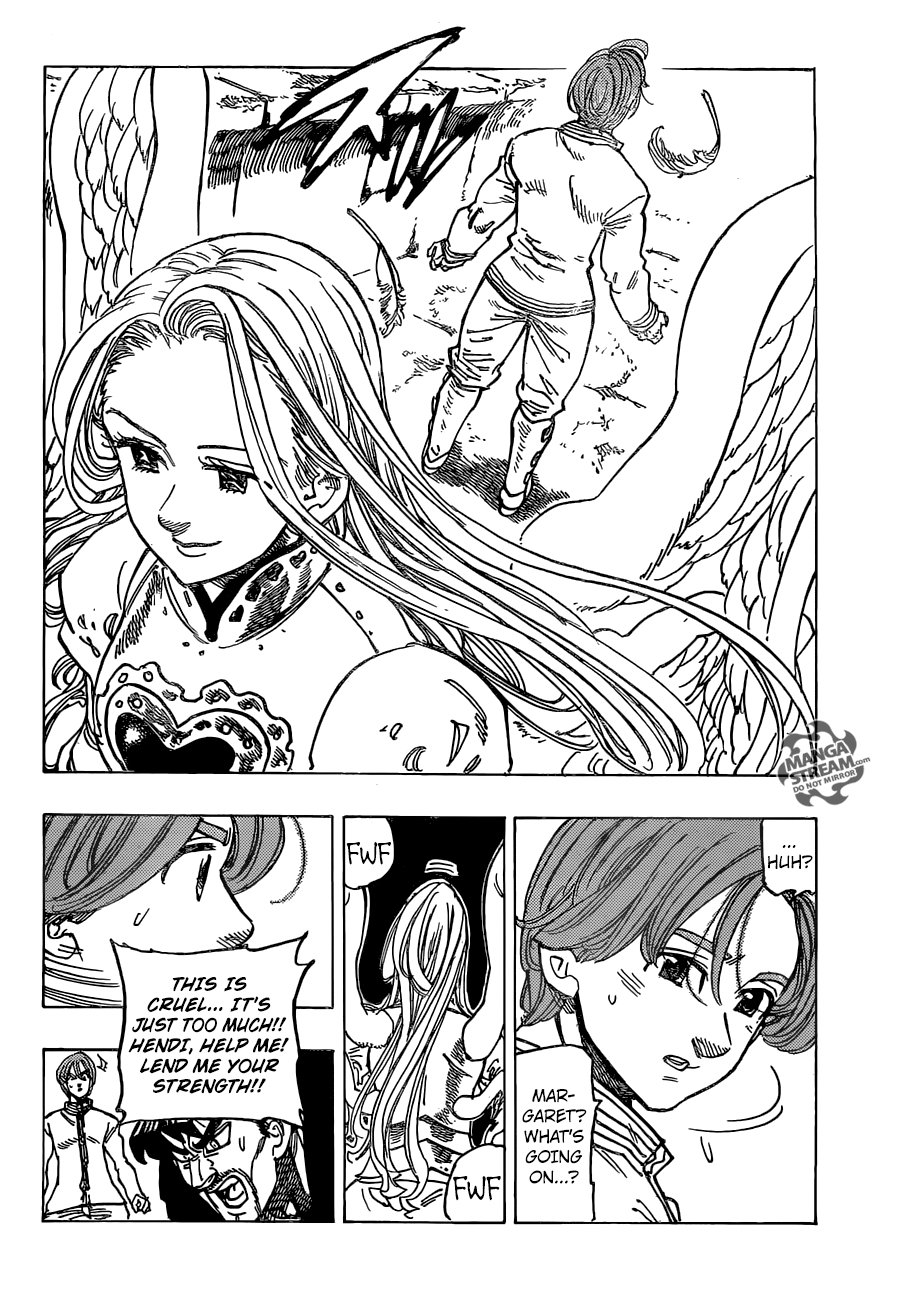 ズ
MANGA
STREAM.com
DO NOT MIRROR
...
HUH?
MAR-
GARET?
WHAT'S
GOING
ON...?
FWF
FWF
THIS IS
CRUEL... IT'S
JUST TOO MUCH!!
HENDI, HELP ME!
LEND ME YOUR
STRENGTH!!